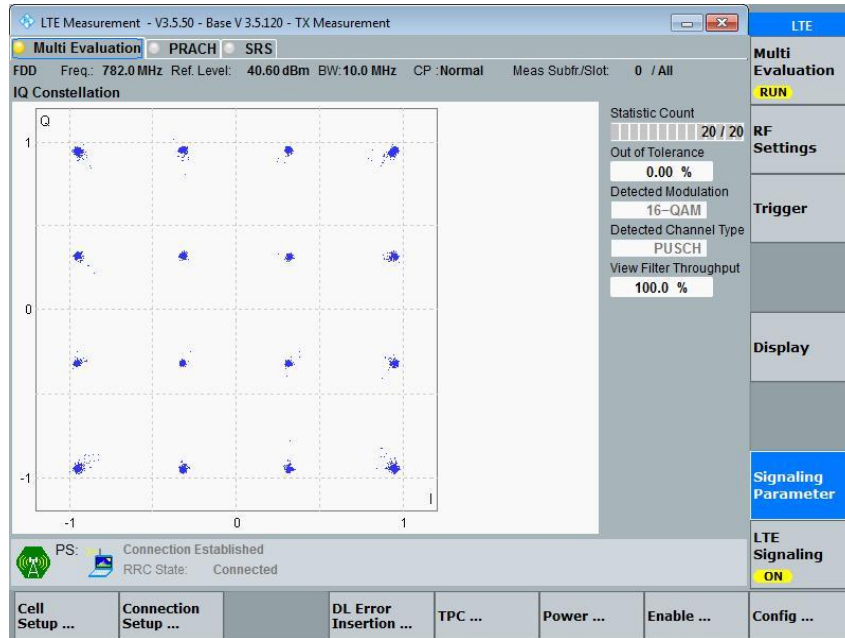 LTE Measurement - V3.5.50 - Base V 3.5.120 - TX Measurement
LTE
Multi Evaluation PRACH SRS
FDD Freq.: 782.0 MHz Ref. Level: 40.60 dBm BW: 10.0 MHz CP : Normal Meas Subfr./Slot: 0 / All
IQ Constellation
Q
1
0
-1
-1 0 1
I
Statistic Count
20 / 20
Out of Tolerance
0.00 %
Detected Modulation
16-QAM
Detected Channel Type
PUSCH
View Filter Throughput
100.0 %
Multi
Evaluation
RUN
RF
Settings
Trigger
Display
Signaling
Parameter
LTE
Signaling
ON
PS: Connection Established
RRC State: Connected
Cell
Setup ...
Connection
Setup ...
DL Error
Insertion ...
TPC ...
Power ...
Enable ...
Config ...